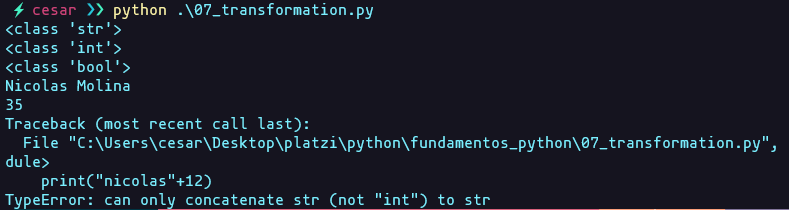 ⚡ cesar ❯❯ python .\07_transformation.py
<class 'str'>
<class 'int'>
<class 'bool'>
Nicolas Molina
35
Traceback (most recent call last):
  File "C:\Users\cesar\Desktop\platzi\python\fundamentos_python\07_transformation.py",
dule>
    print("nicolas"+12)
TypeError: can only concatenate str (not "int") to str